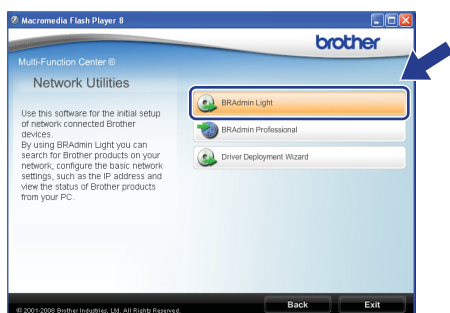 Macromedia Flash Player 8
brother
Multi-Function Center ®
Network Utilities
Use this software for the initial setup
of network connected Brother
devices.
By using BRAdmin Light you can
search for Brother products on your
network, configure the basic network
settings, such as the IP address and
view the status of Brother products
from your PC.
BRAdmin Light
BRAdmin Professional
Driver Deployment Wizard
© 2001-2008 Brother Industries, Ltd. All Rights Reserved.
Back
Exit